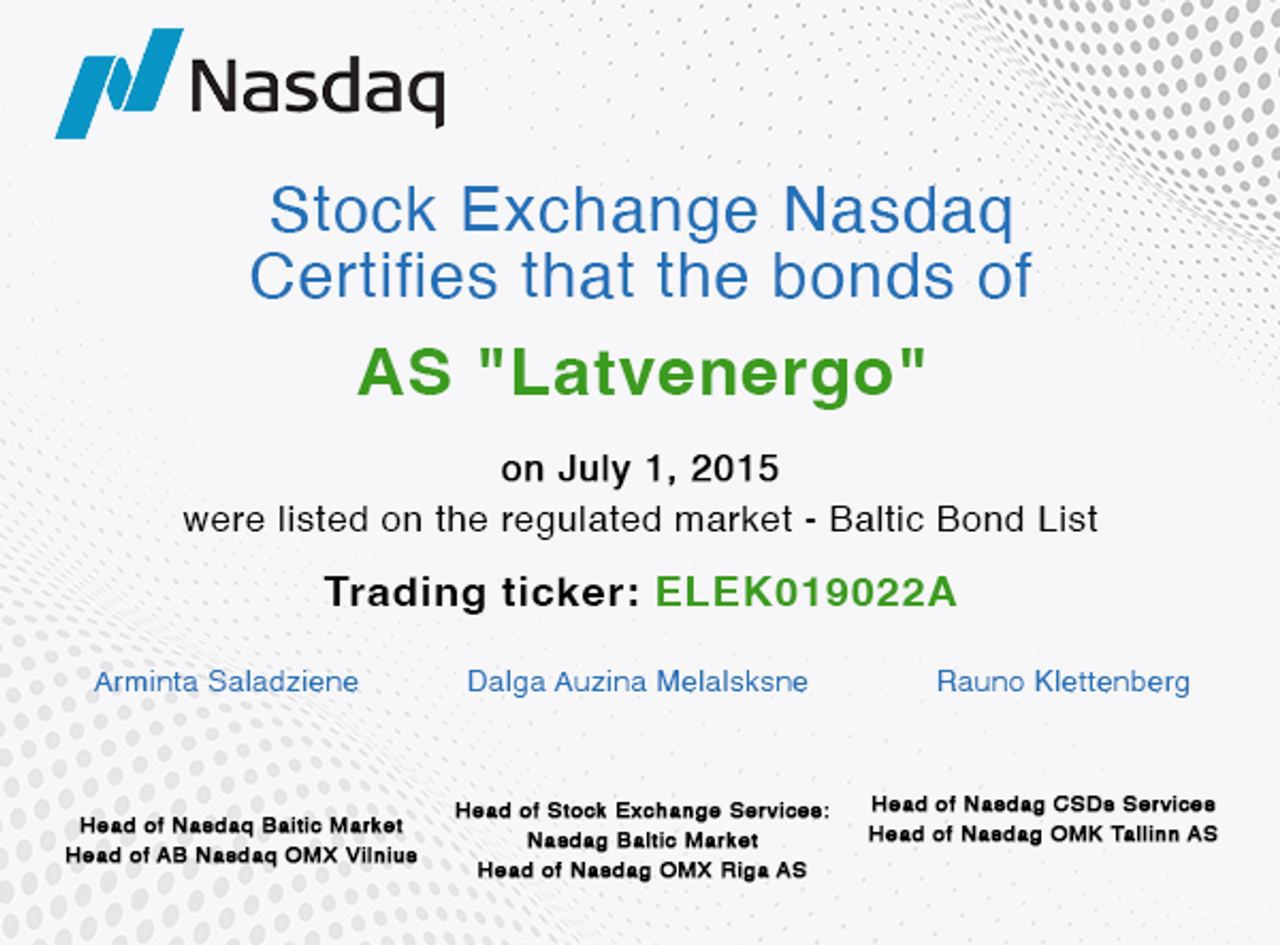 Nasdaq
Stock Exchange Nasdaq
Certifies that the bonds of
AS "Latvenergo"
on July 1, 2015
were listed on the regulated market - Baltic Bond List
Trading ticker: ELEK019022A
Arminta Saladziene
Dalga Auzina Melalsksne
Rauno Klettenberg
Head of Nasdaq Baitic Market
Head of AB Nasdaq OMX Vilnius
Head of Stock Exchange Services:
Nasdag Baltic Market
Head of Nasdag OMX Riga AS
Head of Nasdag CSDs Services
Head of Nasdag OMK Tallinn AS